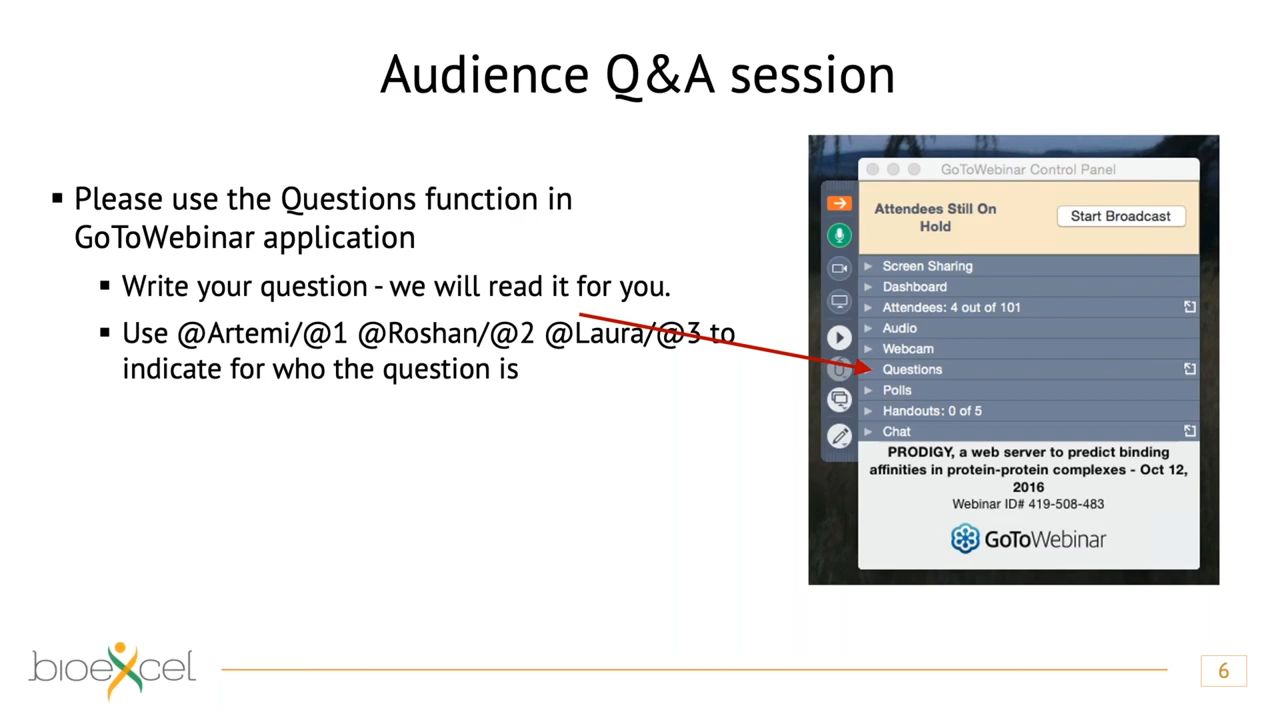 Audience Q&A session
Please use the Questions function in
GoToWebinar application
Write your question - we will read it for you.
Use @Artemi/@1 @Roshan/@2 @Laura/@3 to
indicate for who the question is
GoToWebinar Control Panel
Attendees Still On
Hold
Start Broadcast
Screen Sharing
Dashboard
Attendees: 4 out of 101
Audio
Webcam
Questions
Polls
Handouts: 0 of 5
Chat
PRODIGY, a web server to predict binding
affinities in protein-protein complexes - Oct 12,
2016
Webinar ID# 419-508-483
GoToWebinar
bioexcel
6